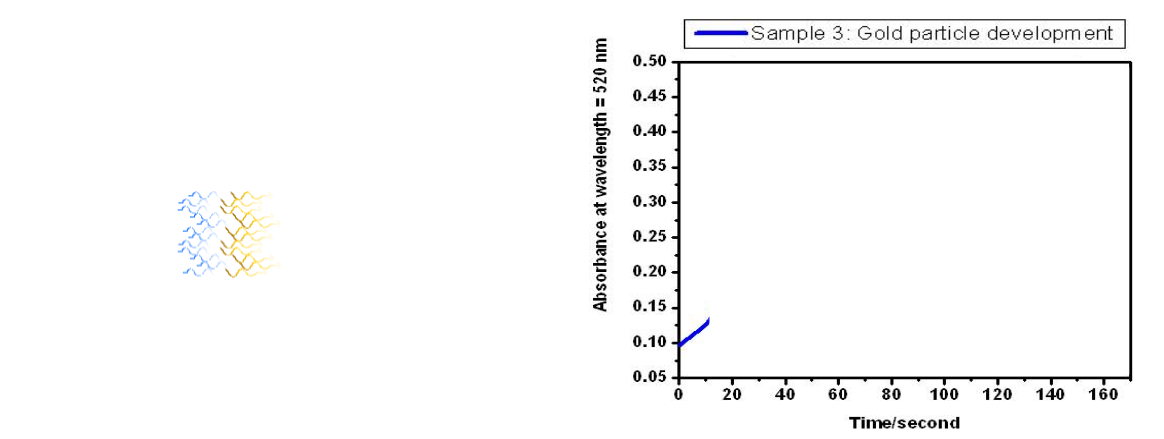 Sample 3: Gold particle development
Absorbance at wavelength = 520 nm
0.50
0.45
0.40
0.35
0.30
0.25
0.20
0.15
0.10
0.05
0 20 40 60 80 100 120 140 160
Time/second